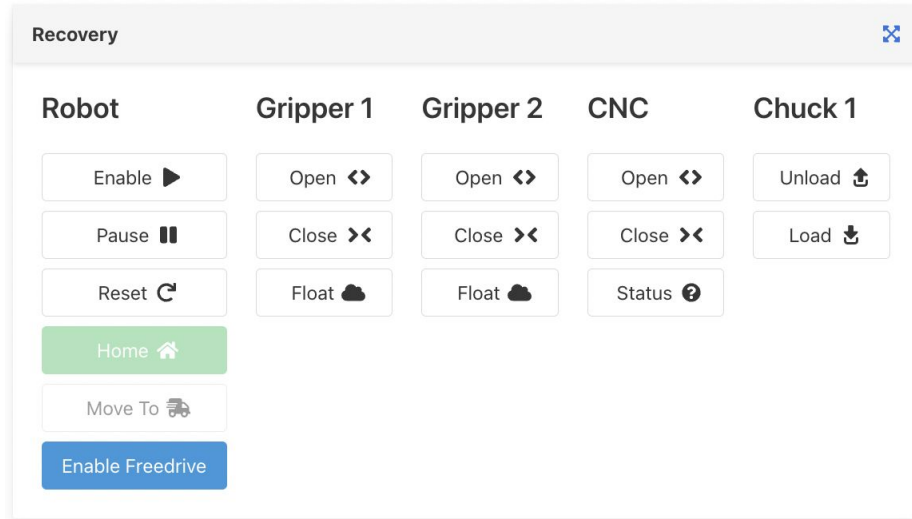 Recovery
Robot Gripper 1 Gripper 2 CNC Chuck 1
Enable Open Open Open Unload
Pause Close Close Close Load
Reset Float Float Status
Home
Move To
Enable Freedrive